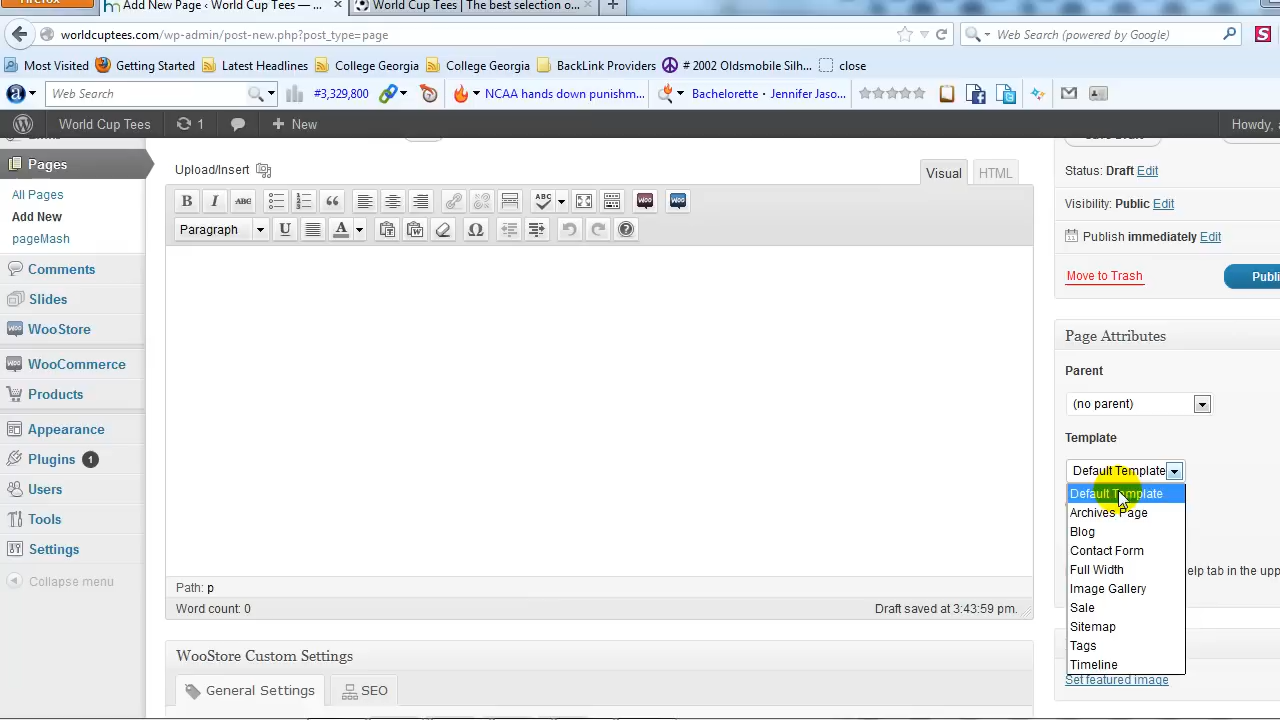 Firefox
Add New Page ‹ World Cup Tees — ...
World Cup Tees | The best selection o...
worldcuptees.com/wp-admin/post-new.php?post_type=page
Web Search (powered by Google)
Most Visited
Getting Started
Latest Headlines
College Georgia
College Georgia
BackLink Providers
# 2002 Oldsmobile Silh...
close
Web Search
#3,329,800
NCAA hands down punishm...
Bachelorette • Jennifer Jaso...
World Cup Tees
1
New
Howdy, a
Pages
All Pages
Add New
pageMash
Comments
Slides
WooStore
WooCommerce
Products
Appearance
Plugins 1
Users
Tools
Settings
Collapse menu
Upload/Insert
Visual
HTML
B I ABC
ABC
Paragraph
U
A
Path: p
Word count: 0
Draft saved at 3:43:59 pm.
WooStore Custom Settings
General Settings
SEO
Status: Draft Edit
Visibility: Public Edit
Publish immediately Edit
Move to Trash
Publi
Page Attributes
Parent
(no parent)
Template
Default Template
Default Template
Archives Page
Blog
Contact Form
Full Width
Image Gallery
Sale
Sitemap
Tags
Timeline
elp tab in the upp
Set featured image